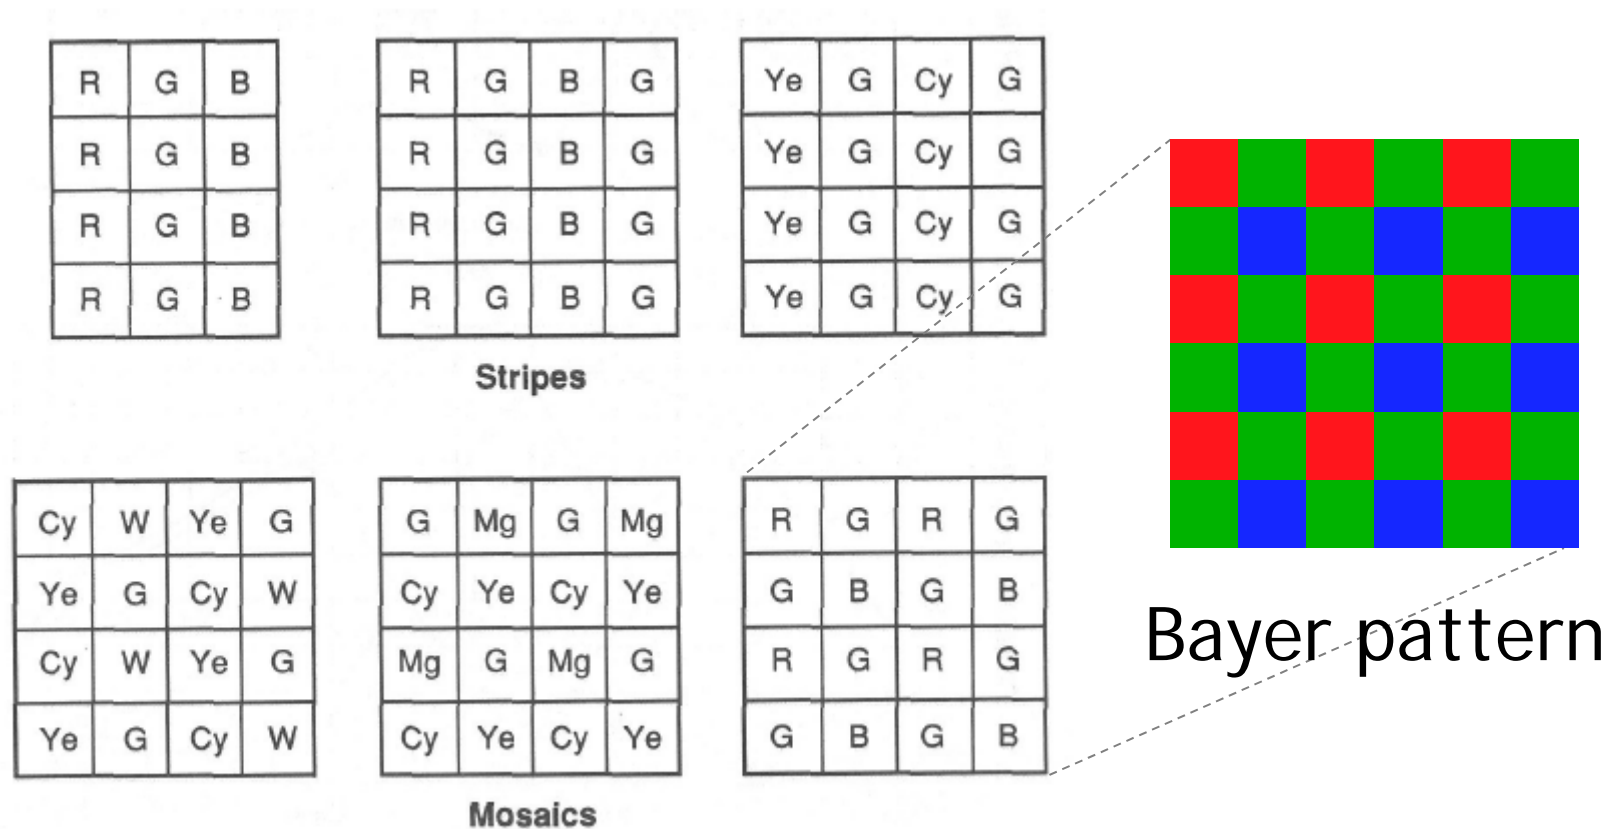 R G B
R G B
R G B
R G B
R G B G
R G B G
R G B G
R G B G
Ye G Cy G
Ye G Cy G
Ye G Cy G
Ye G Cy G
Stripes
Cy W Ye G
Ye G Cy W
Cy W Ye G
Ye G Cy W
G Mg G Mg
Cy Ye Cy Ye
Mg G Mg G
Cy Ye Cy Ye
R G R G
G B G B
R G R G
G B G B
Mosaics
Bayer pattern